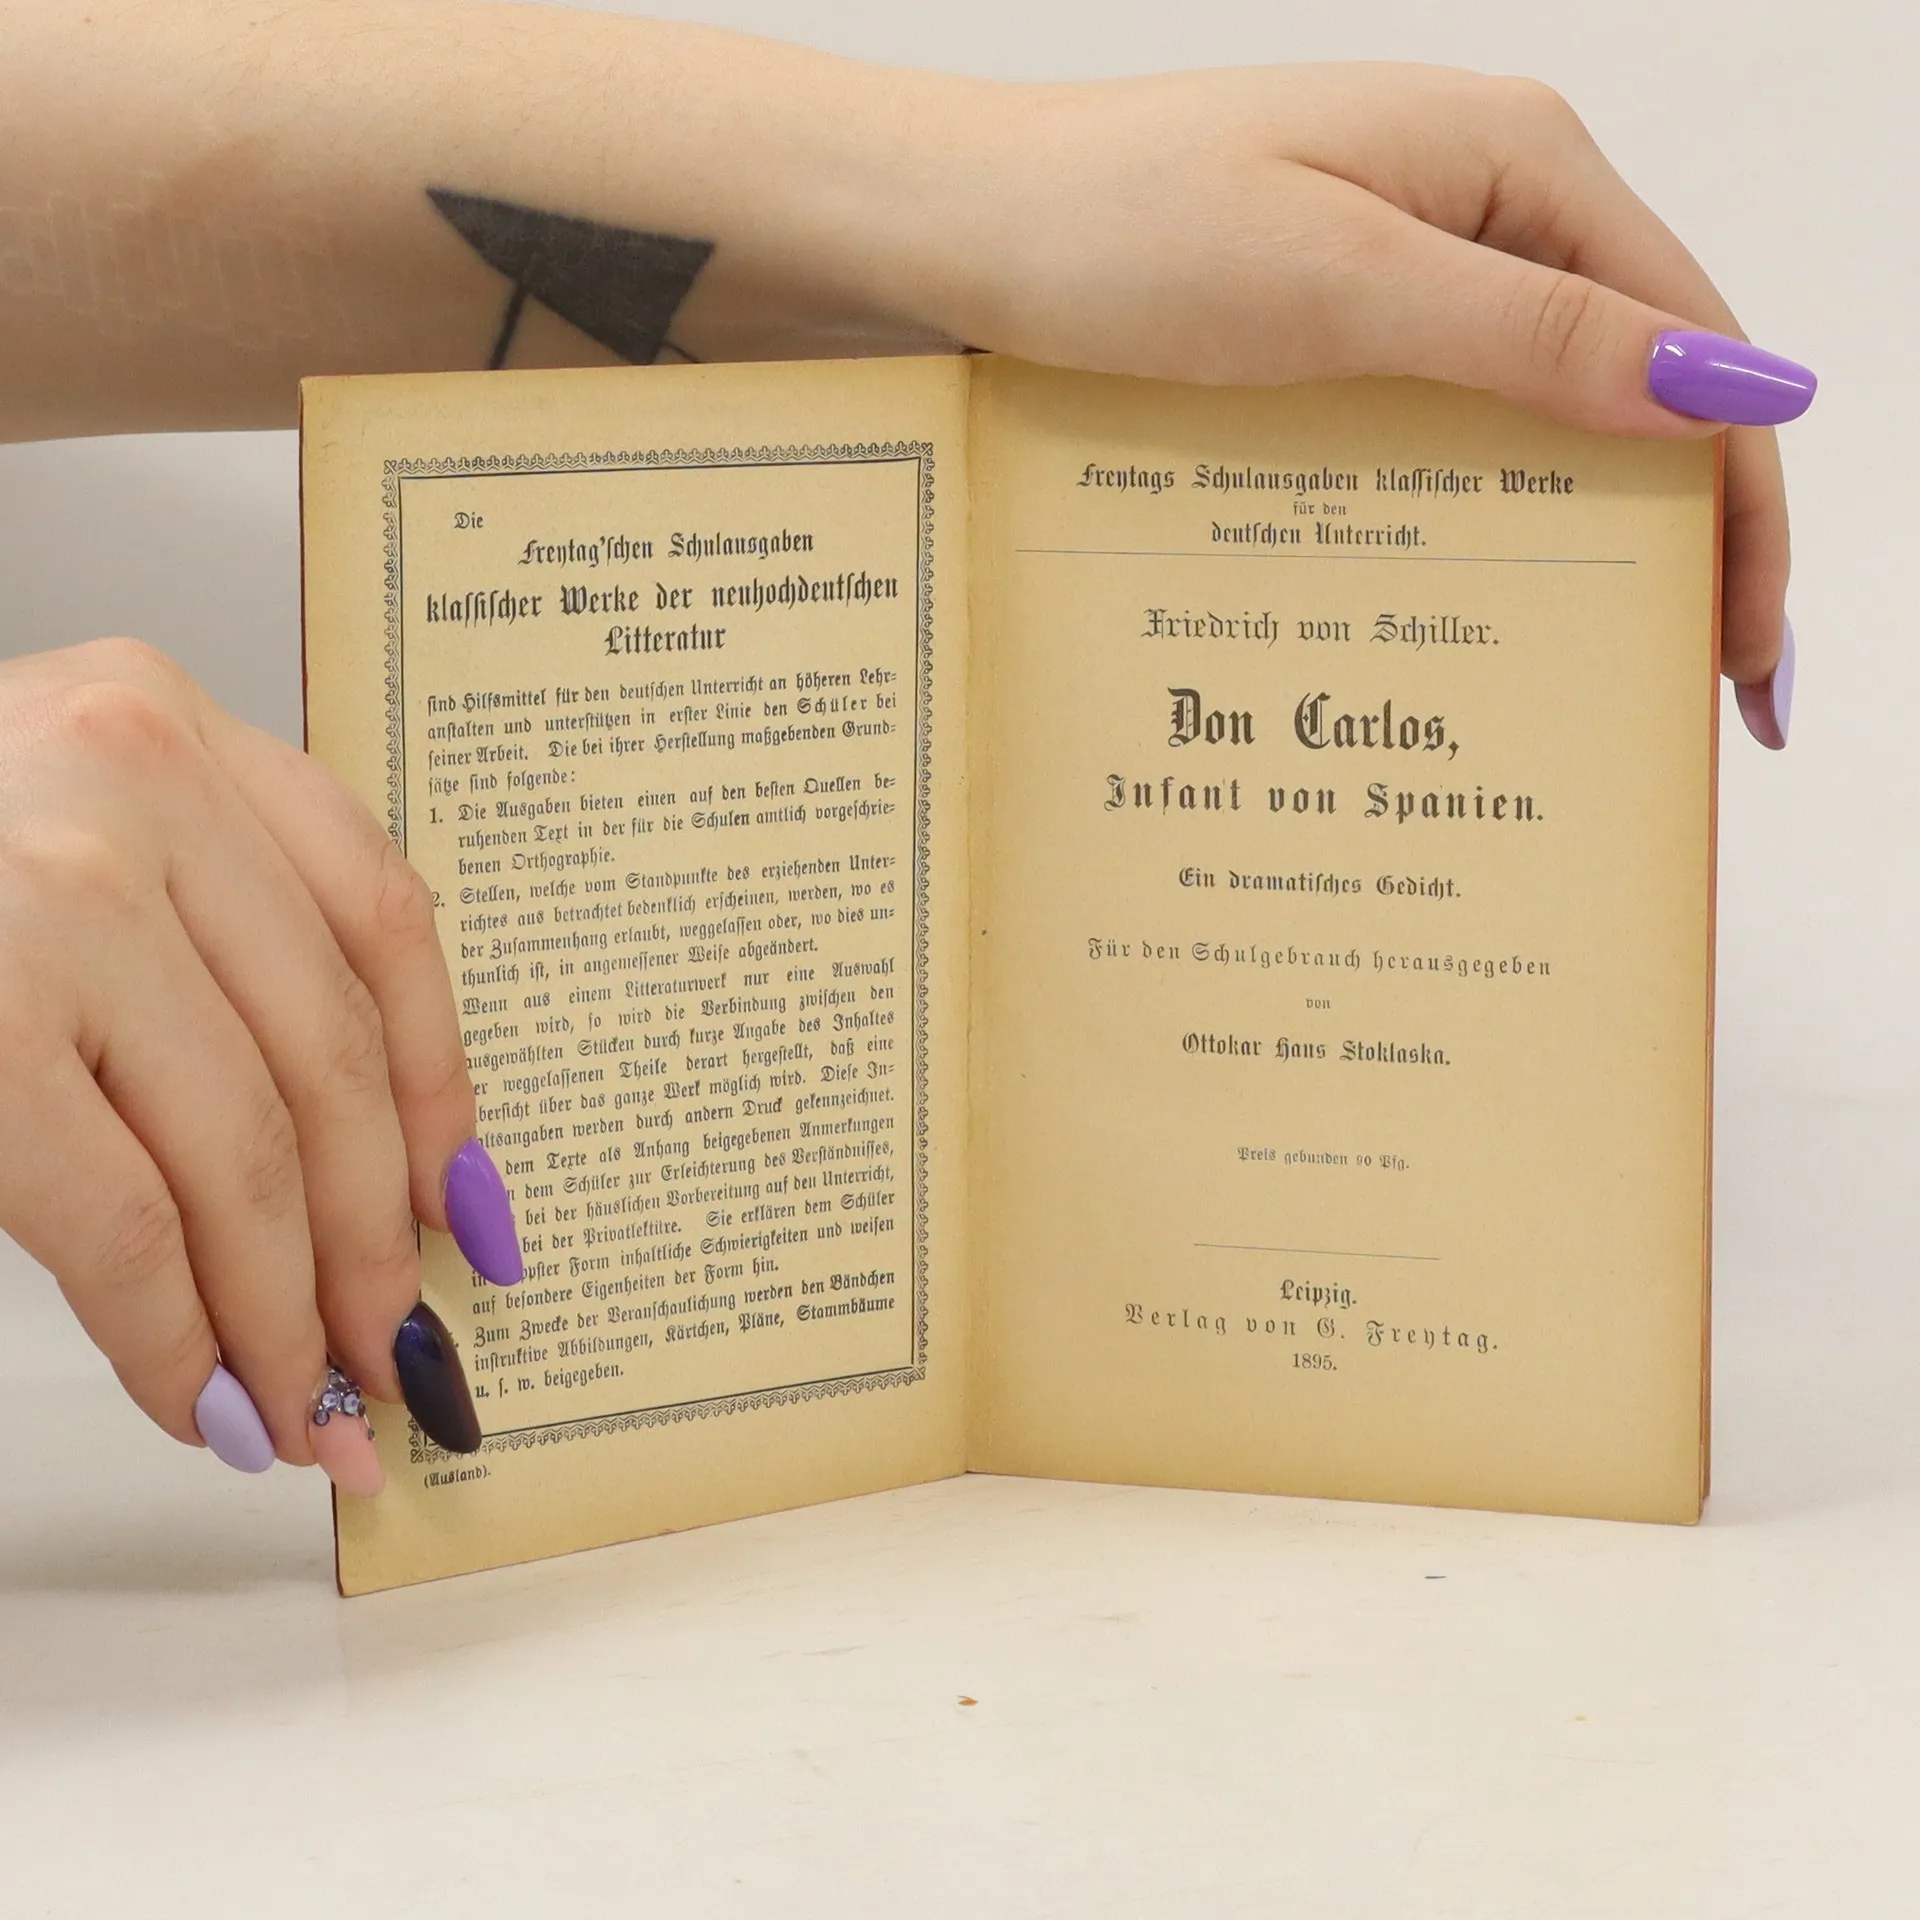 Die
Freytag'schen Schulausgaben
klassischer Werke der neuhochdeutschen
Litteratur
sind Hilfsmittel für den deutschen Unterricht an höheren Lehr-
anstalten und unterstützen in erster Linie den Schüler bei
seiner Arbeit. Die bei ihrer Herstellung maßgebenden Grund-
sätze sind folgende:
1. Die Ausgaben bieten einen auf den besten Quellen be-
ruhenden Text in der für die Schulen amtlich vorgeschrie-
benen Orthographie.
2. Stellen, welche vom Standpunkte des erziehenden Unter-
richtes aus betrachtet bedenklich erscheinen, werden, wo es
der Zusammenhang erlaubt, weggelassen oder, wo dies un-
thunlich ist, in angemessener Weise abgeändert.
Wenn aus einem Litteraturwerk nur eine Auswahl
gegeben wird, so wird die Verbindung zwischen den
ausgewählten Stücken durch kurze Angabe des Inhaltes
er weggelassenen Theile derart hergestellt, daß eine
bersicht über das ganze Werk möglich wird. Diese In-
altsangaben werden durch andern Druck gekennzeichnet.
dem Texte als Anhang beigegebenen Anmerkungen
n dem Schüler zur Erleichterung des Verständnisses,
bei der häuslichen Vorbereitung auf den Unterricht,
bei der Privatlektüre. Sie erklären dem Schüler
in ppster Form inhaltliche Schwierigkeiten und weisen
auf besondere Eigenheiten der Form hin.
Zum Zwecke der Veranschaulichung werden den Bändchen
instruktive Abbildungen, Kärtchen, Pläne, Stammbäume
u. s. w. beigegeben.
(Ausland).
Freytags Schulausgaben klassischer Werke
für den
deutschen Unterricht.
Friedrich von Schiller.
Don Carlos,
Infant von Spanien.
Ein dramatisches Gedicht.
Für den Schulgebrauch herausgegeben
von
Ottokar Hans Stoklaska.
Preis gebunden 90 Pfg.
Leipzig.
Verlag von G. Freytag.
1895.